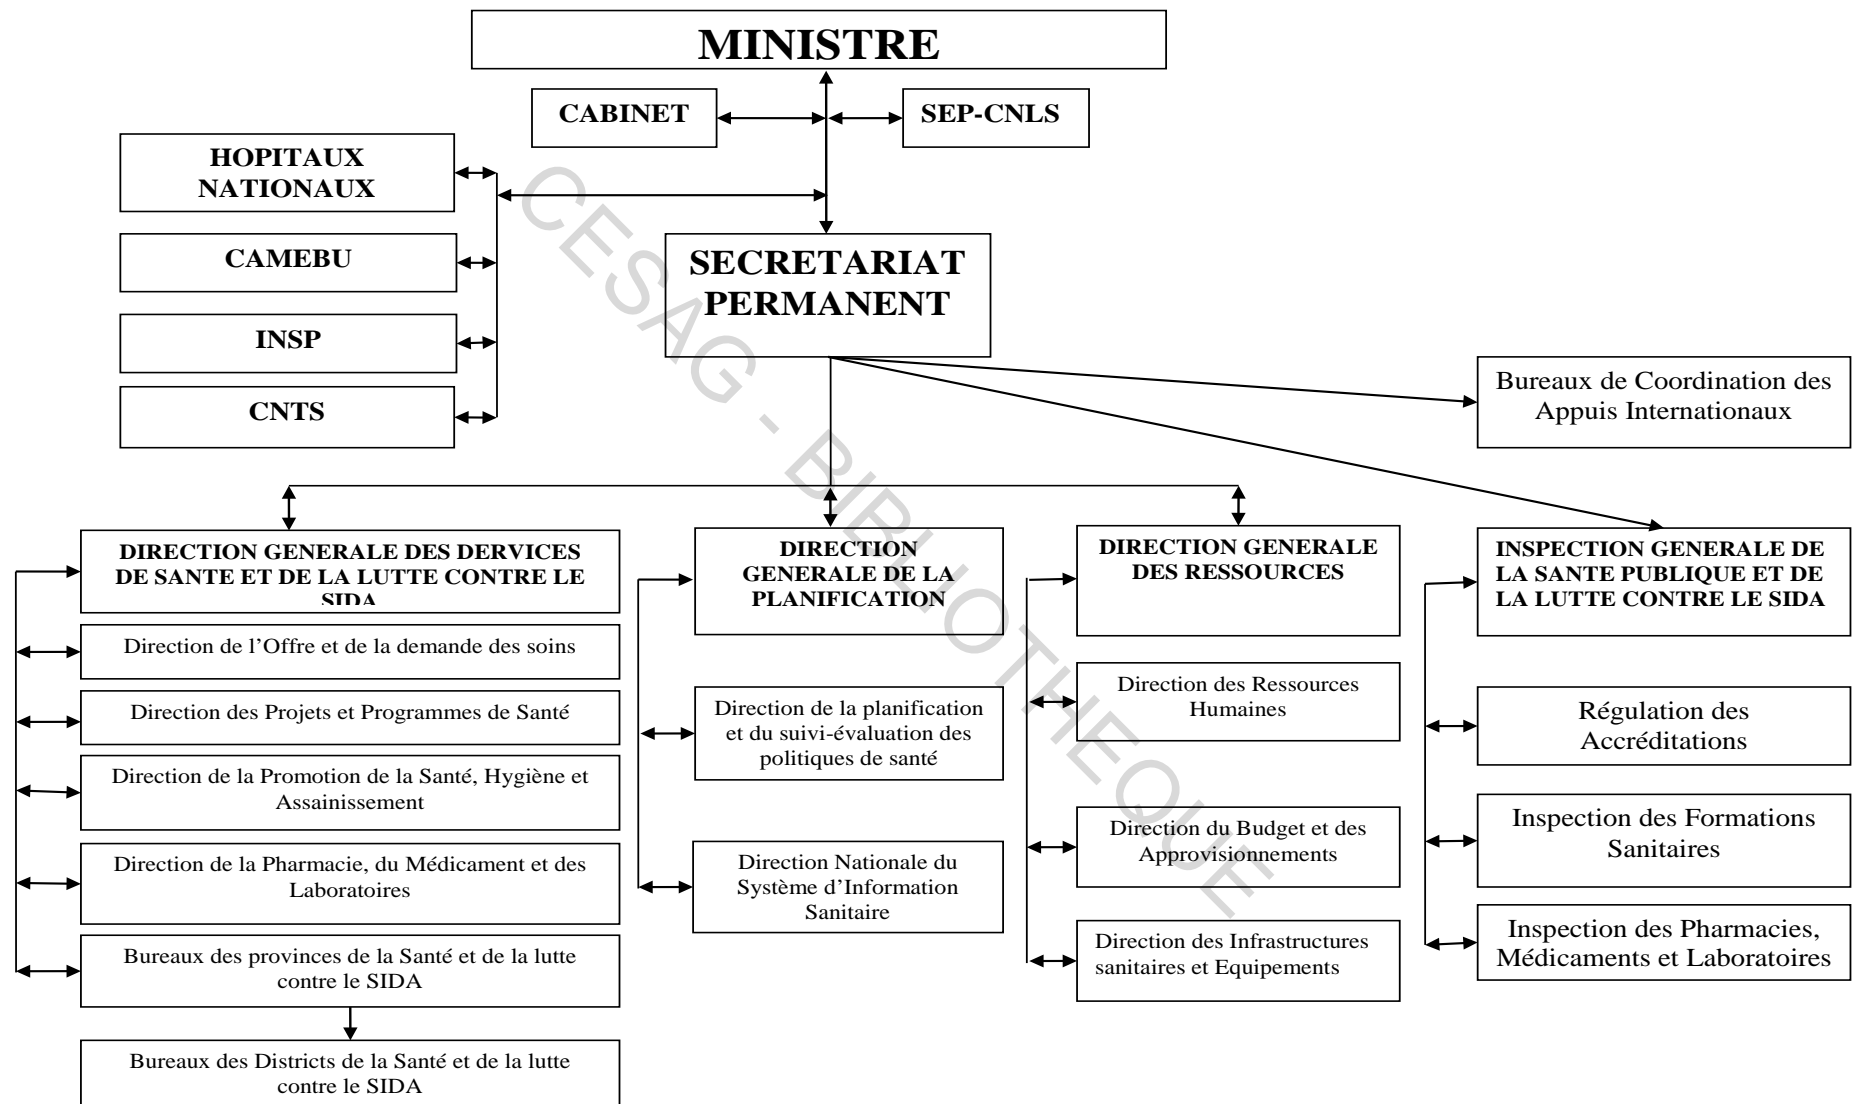 MINISTRE
CABINET
SEP-CNLS
HOPITAUX
NATIONAUX
CAMEBU
INSP
CNTS
SECRETARIAT
PERMANENT
Bureaux de Coordination des
Appuis Internationaux
DIRECTION GENERALE DES DERVICES
DE SANTE ET DE LA LUTTE CONTRE LE
SIDA
Direction de l’Offre et de la demande des soins
Direction des Projets et Programmes de Santé
Direction de la Promotion de la Santé, Hygiène et
Assainissement
Direction de la Pharmacie, du Médicament et des
Laboratoires
Bureaux des provinces de la Santé et de la lutte
contre le SIDA
Bureaux des Districts de la Santé et de la lutte
contre le SIDA
DIRECTION
GENERALE DE LA
PLANIFICATION
Direction de la planification
et du suivi-évaluation des
politiques de santé
Direction Nationale du
Système d’Information
Sanitaire
DIRECTION GENERALE
DES RESSOURCES
Direction des Ressources
Humaines
Direction du Budget et des
Approvisionnements
Direction des Infrastructures
sanitaires et Equipements
INSPECTION GENERALE DE
LA SANTE PUBLIQUE ET DE
LA LUTTE CONTRE LE SIDA
Régulation des
Accréditations
Inspection des Formations
Sanitaires
Inspection des Pharmacies,
Médicaments et Laboratoires
CESAG - BIBLIOTHEQUE